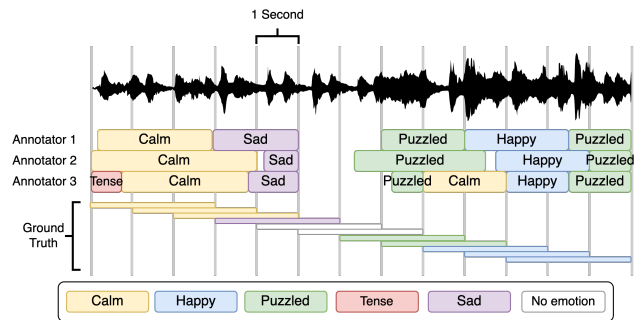 1 Second
Annotator 1 Calm Sad Puzzled Happy Puzzled
Annotator 2 Calm Sad Puzzled Happy Puzzled
Annotator 3 Tense Calm Sad Puzzled Calm Happy Puzzled
Ground
Truth
Calm Happy Puzzled Tense Sad No emotion